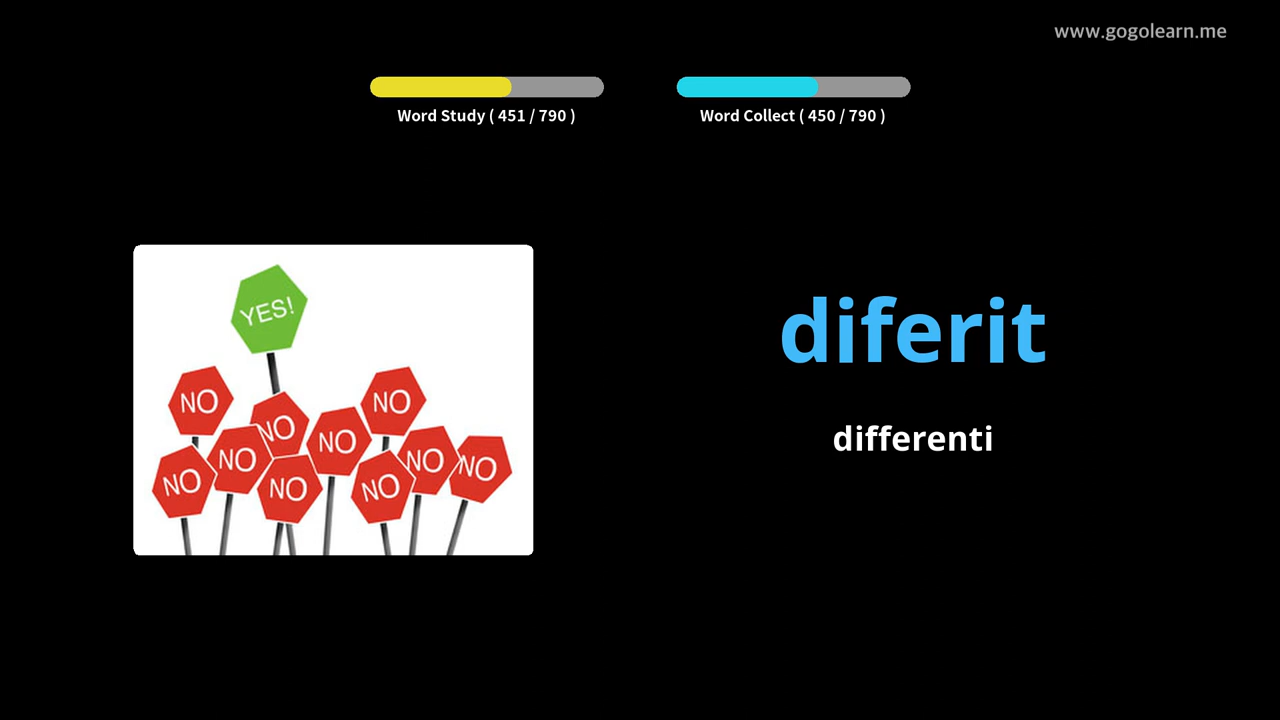 www.gogolearn.me
Word Study ( 451 / 790 )
Word Collect ( 450 / 790 )
YES!
NO
NO
NO
NO
NO
NO
NO
NO
NO
NO
diferit
differenti